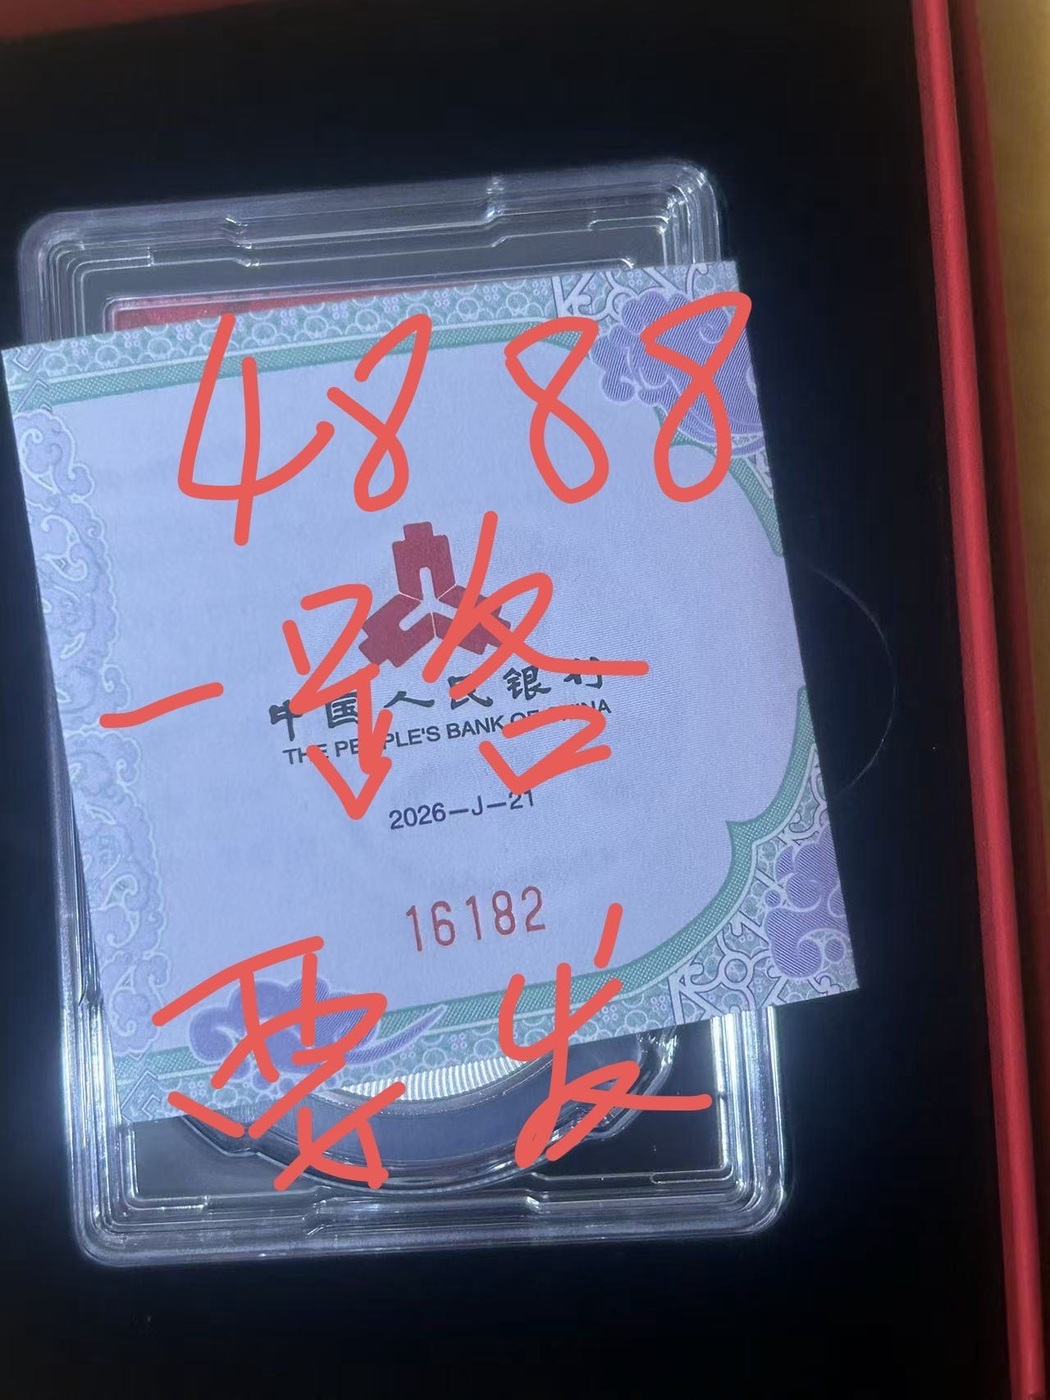 4888
一路
中国人民银行
THE PEOPLE'S BANK OF CHINA
2026-J-21
16182
要发